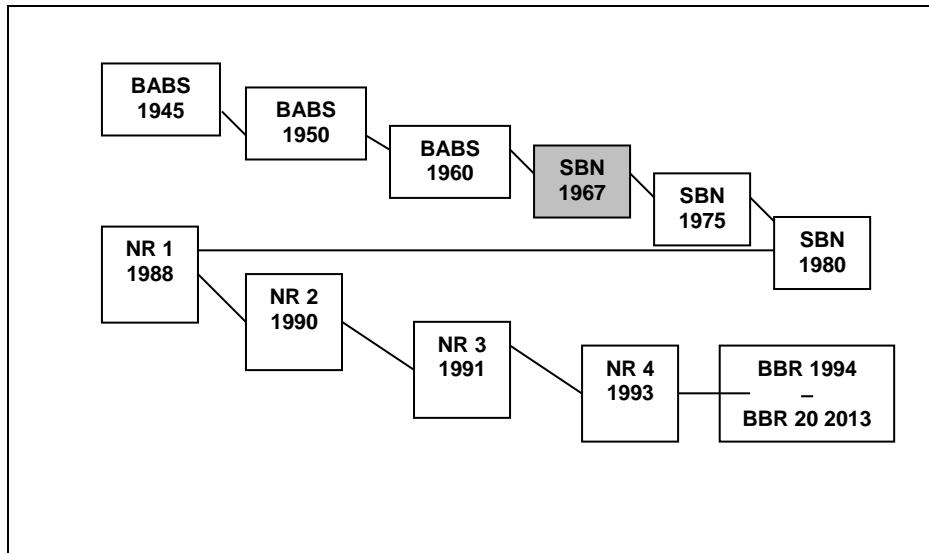 BABS
1945
BABS
1950
BABS
1960
SBN
1967
SBN
1975
SBN
1980
NR 1
1988
NR 2
1990
NR 3
1991
NR 4
1993
BBR 1994
–
BBR 20 2013